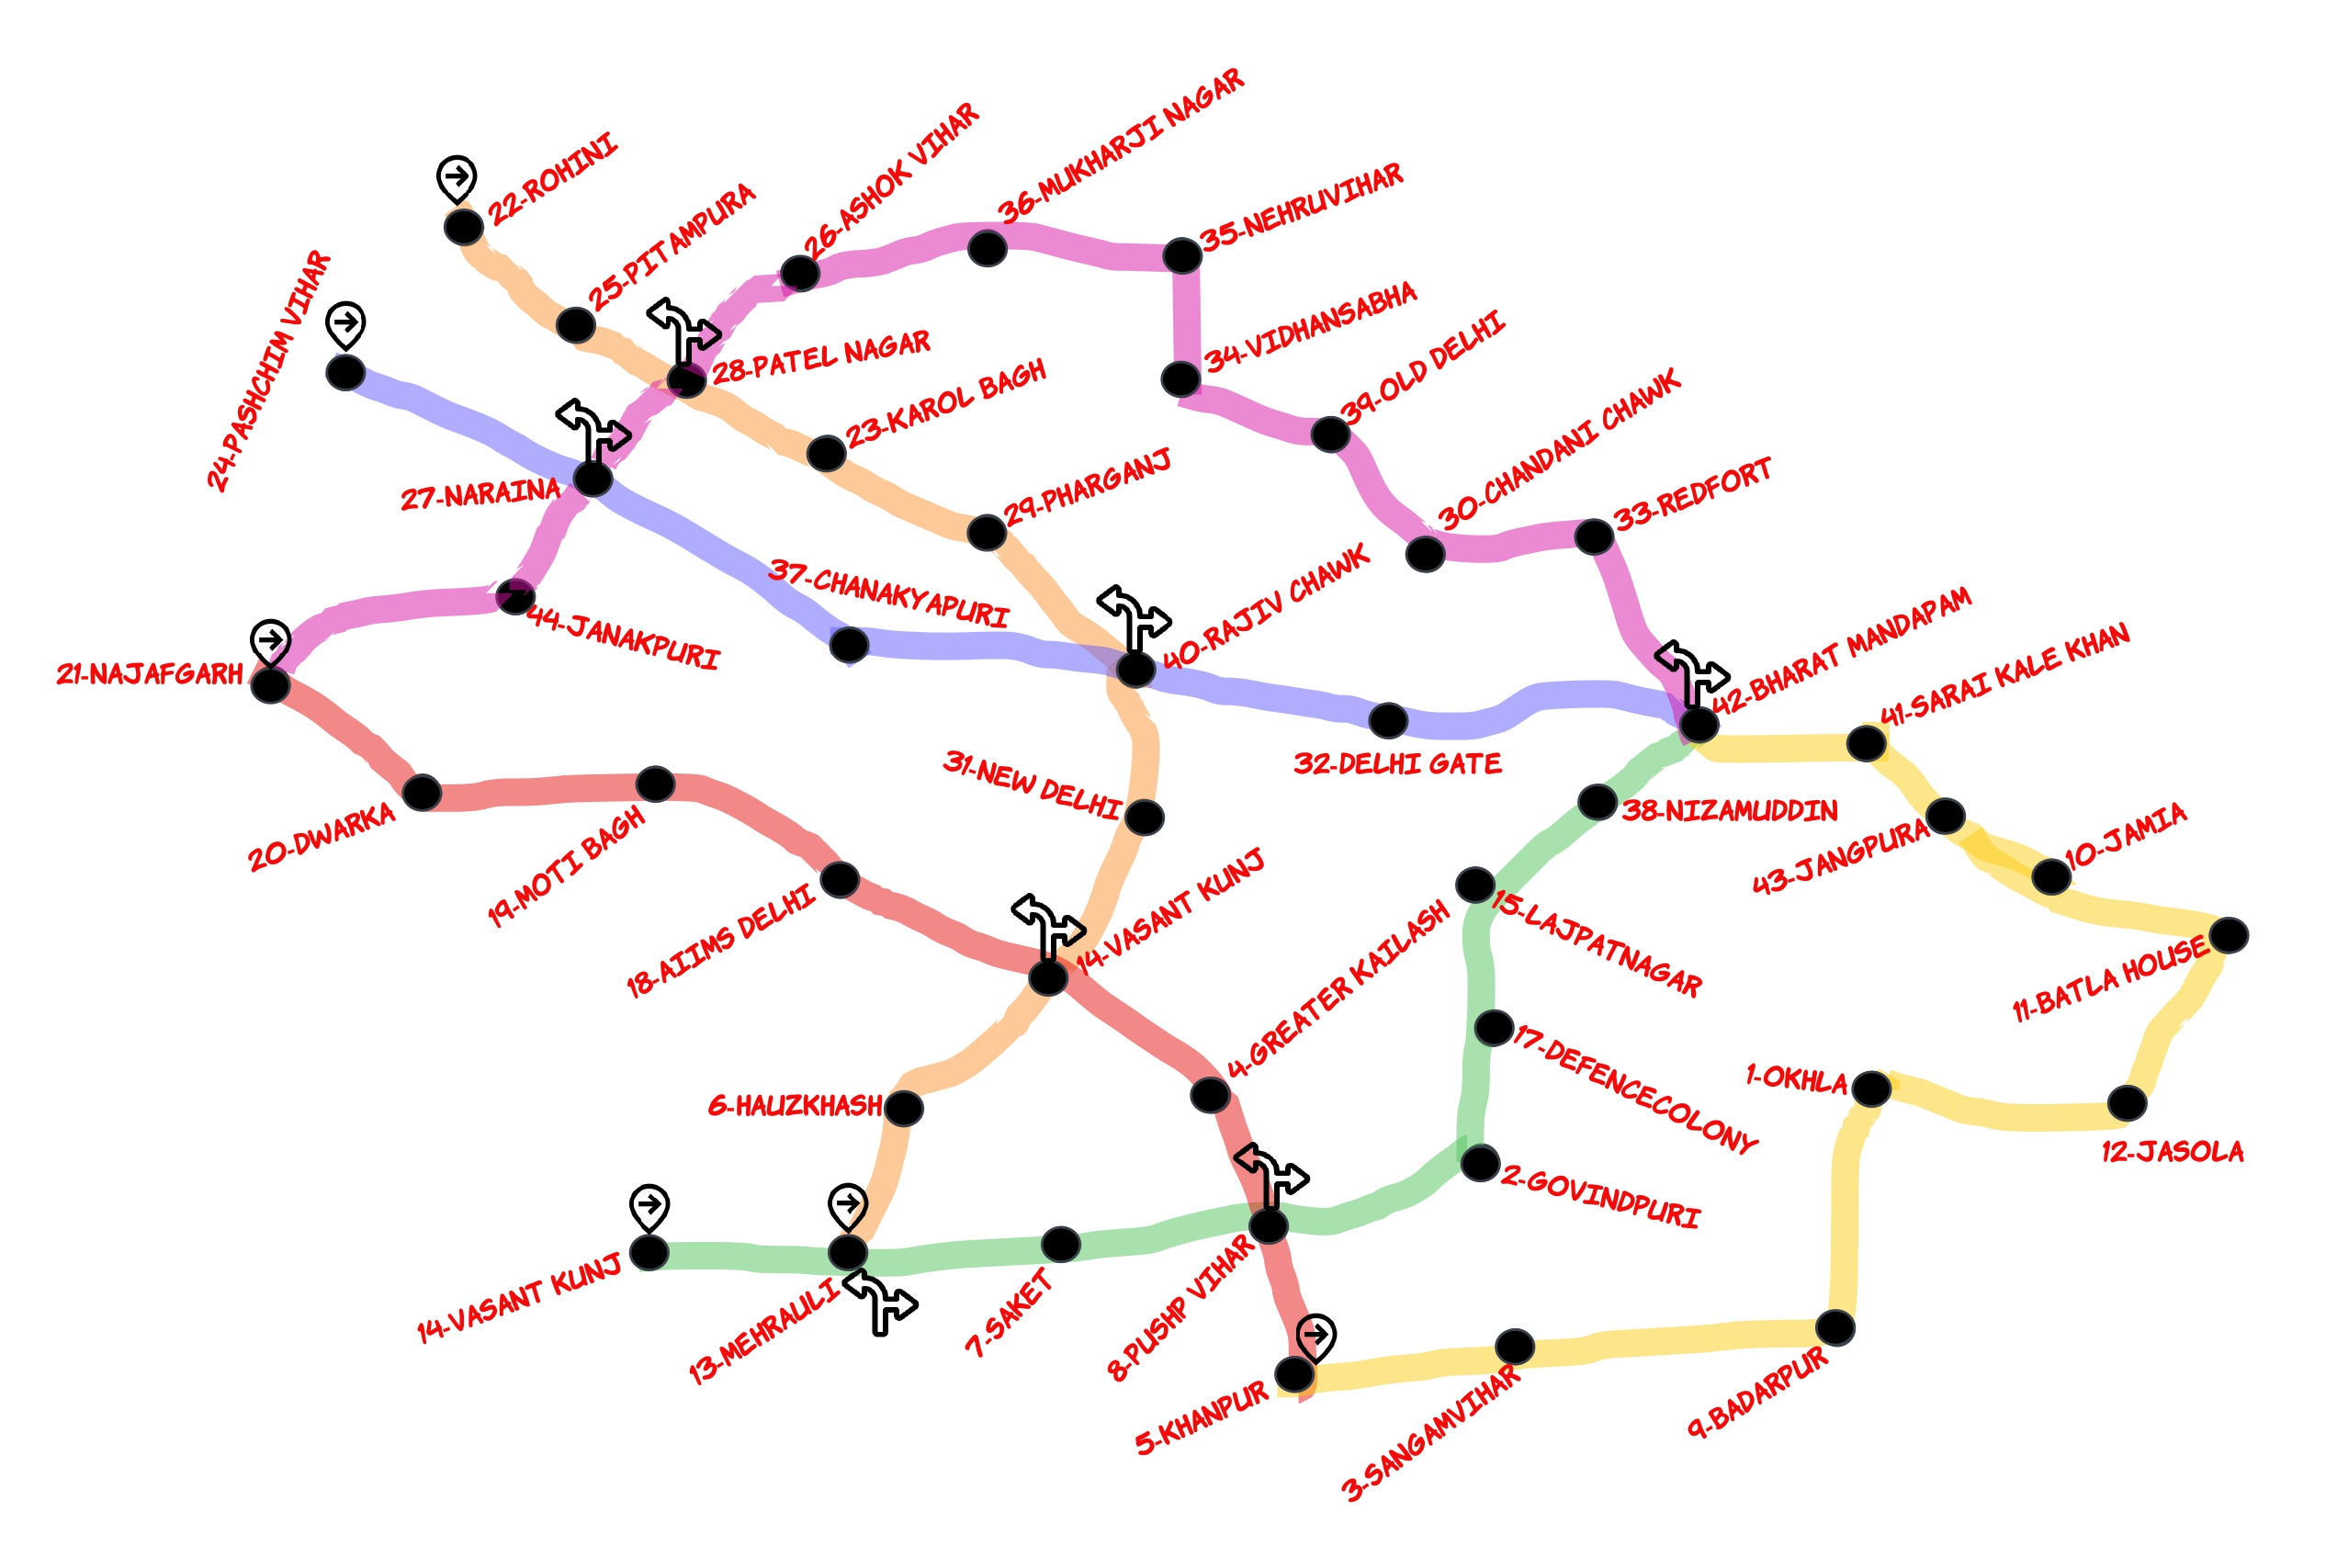 22-ROHINI
25-PITAMPURA
26-ASHOK VIHAR
36-MUKHARJI NAGAR
35-NEHRUVIHAR
24-PASHCHIM VIHAR
28-PATEL NAGAR
34-VIDHANSABHA
39-OLD DELHI
23-KAROL BAGH
30-CHANDANI CHAWK
27-NARAINA
29-PHARGANJ
33-REDFORT
37-CHANAKYAPURI
40-RAJIV CHAWK
44-JANAKPURI
21-NAJAFGARH
42-BHARAT MANDAPAM
41-SARAI KALE KHAN
32-DELHI GATE
31-NEW DELHI
38-NIZAMUDDIN
20-DWARKA
19-MOTI BAGH
43-JANGPURA
10-JAMIA
18-AIIMS DELHI
14-VASANT KUNJ
15-LAJPATNAGAR
4-GREATER KAILASH
11-BATLA HOUSE
17-DEFENCECOLONY
1-OKHLA
6-HAUZKHASH
12-JASOLA
2-GOVINDPURI
14-VASANT KUNJ
13-MEHRAULI
7-SAKET
8-PUSHP VIHAR
5-KHANPUR
3-SANGAMVIHAR
9-BADARPUR